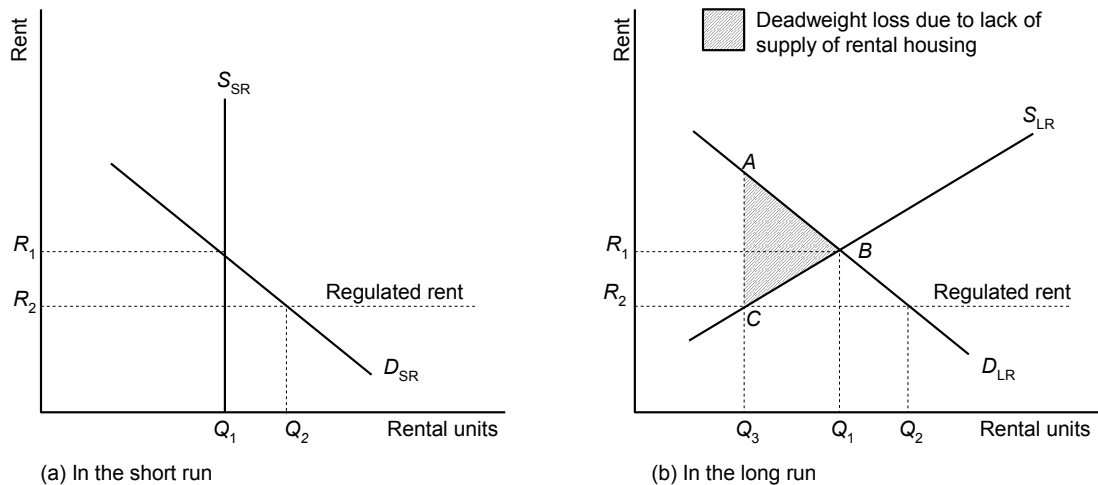 Rent
S_SR
R_1
R_2
Regulated rent
D_SR
Q_1 Q_2 Rental units
(a) In the short run
Deadweight loss due to lack of
supply of rental housing
Rent
S_LR
A
R_1
B
R_2
Regulated rent
C
D_LR
Q_3 Q_1 Q_2 Rental units
(b) In the long run